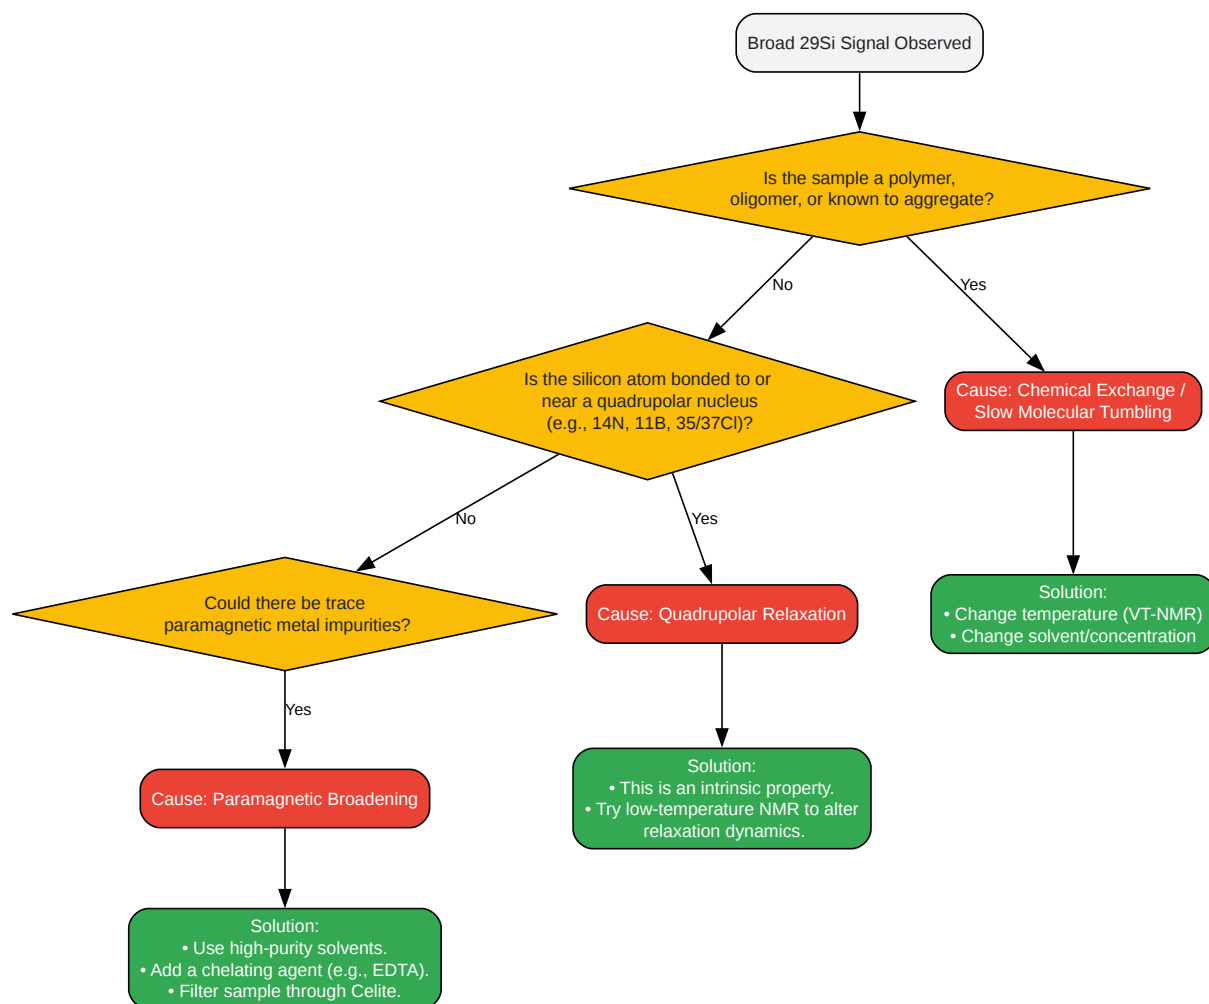 Broad 29Si Signal Observed
Is the sample a polymer,
oligomer, or known to aggregate?
No
Yes
Is the silicon atom bonded to or
near a quadrupolar nucleus
(e.g., 14N, 11B, 35/37Cl)?
Cause: Chemical Exchange /
Slow Molecular Tumbling
No
Yes
Could there be trace
paramagnetic metal impurities?
Cause: Quadrupolar Relaxation
Solution:
• Change temperature (VT-NMR)
• Change solvent/concentration
Yes
Cause: Paramagnetic Broadening
Solution:
• This is an intrinsic property.
• Try low-temperature NMR to alter
relaxation dynamics.
Solution:
• Use high-purity solvents.
• Add a chelating agent (e.g., EDTA).
• Filter sample through Celite.